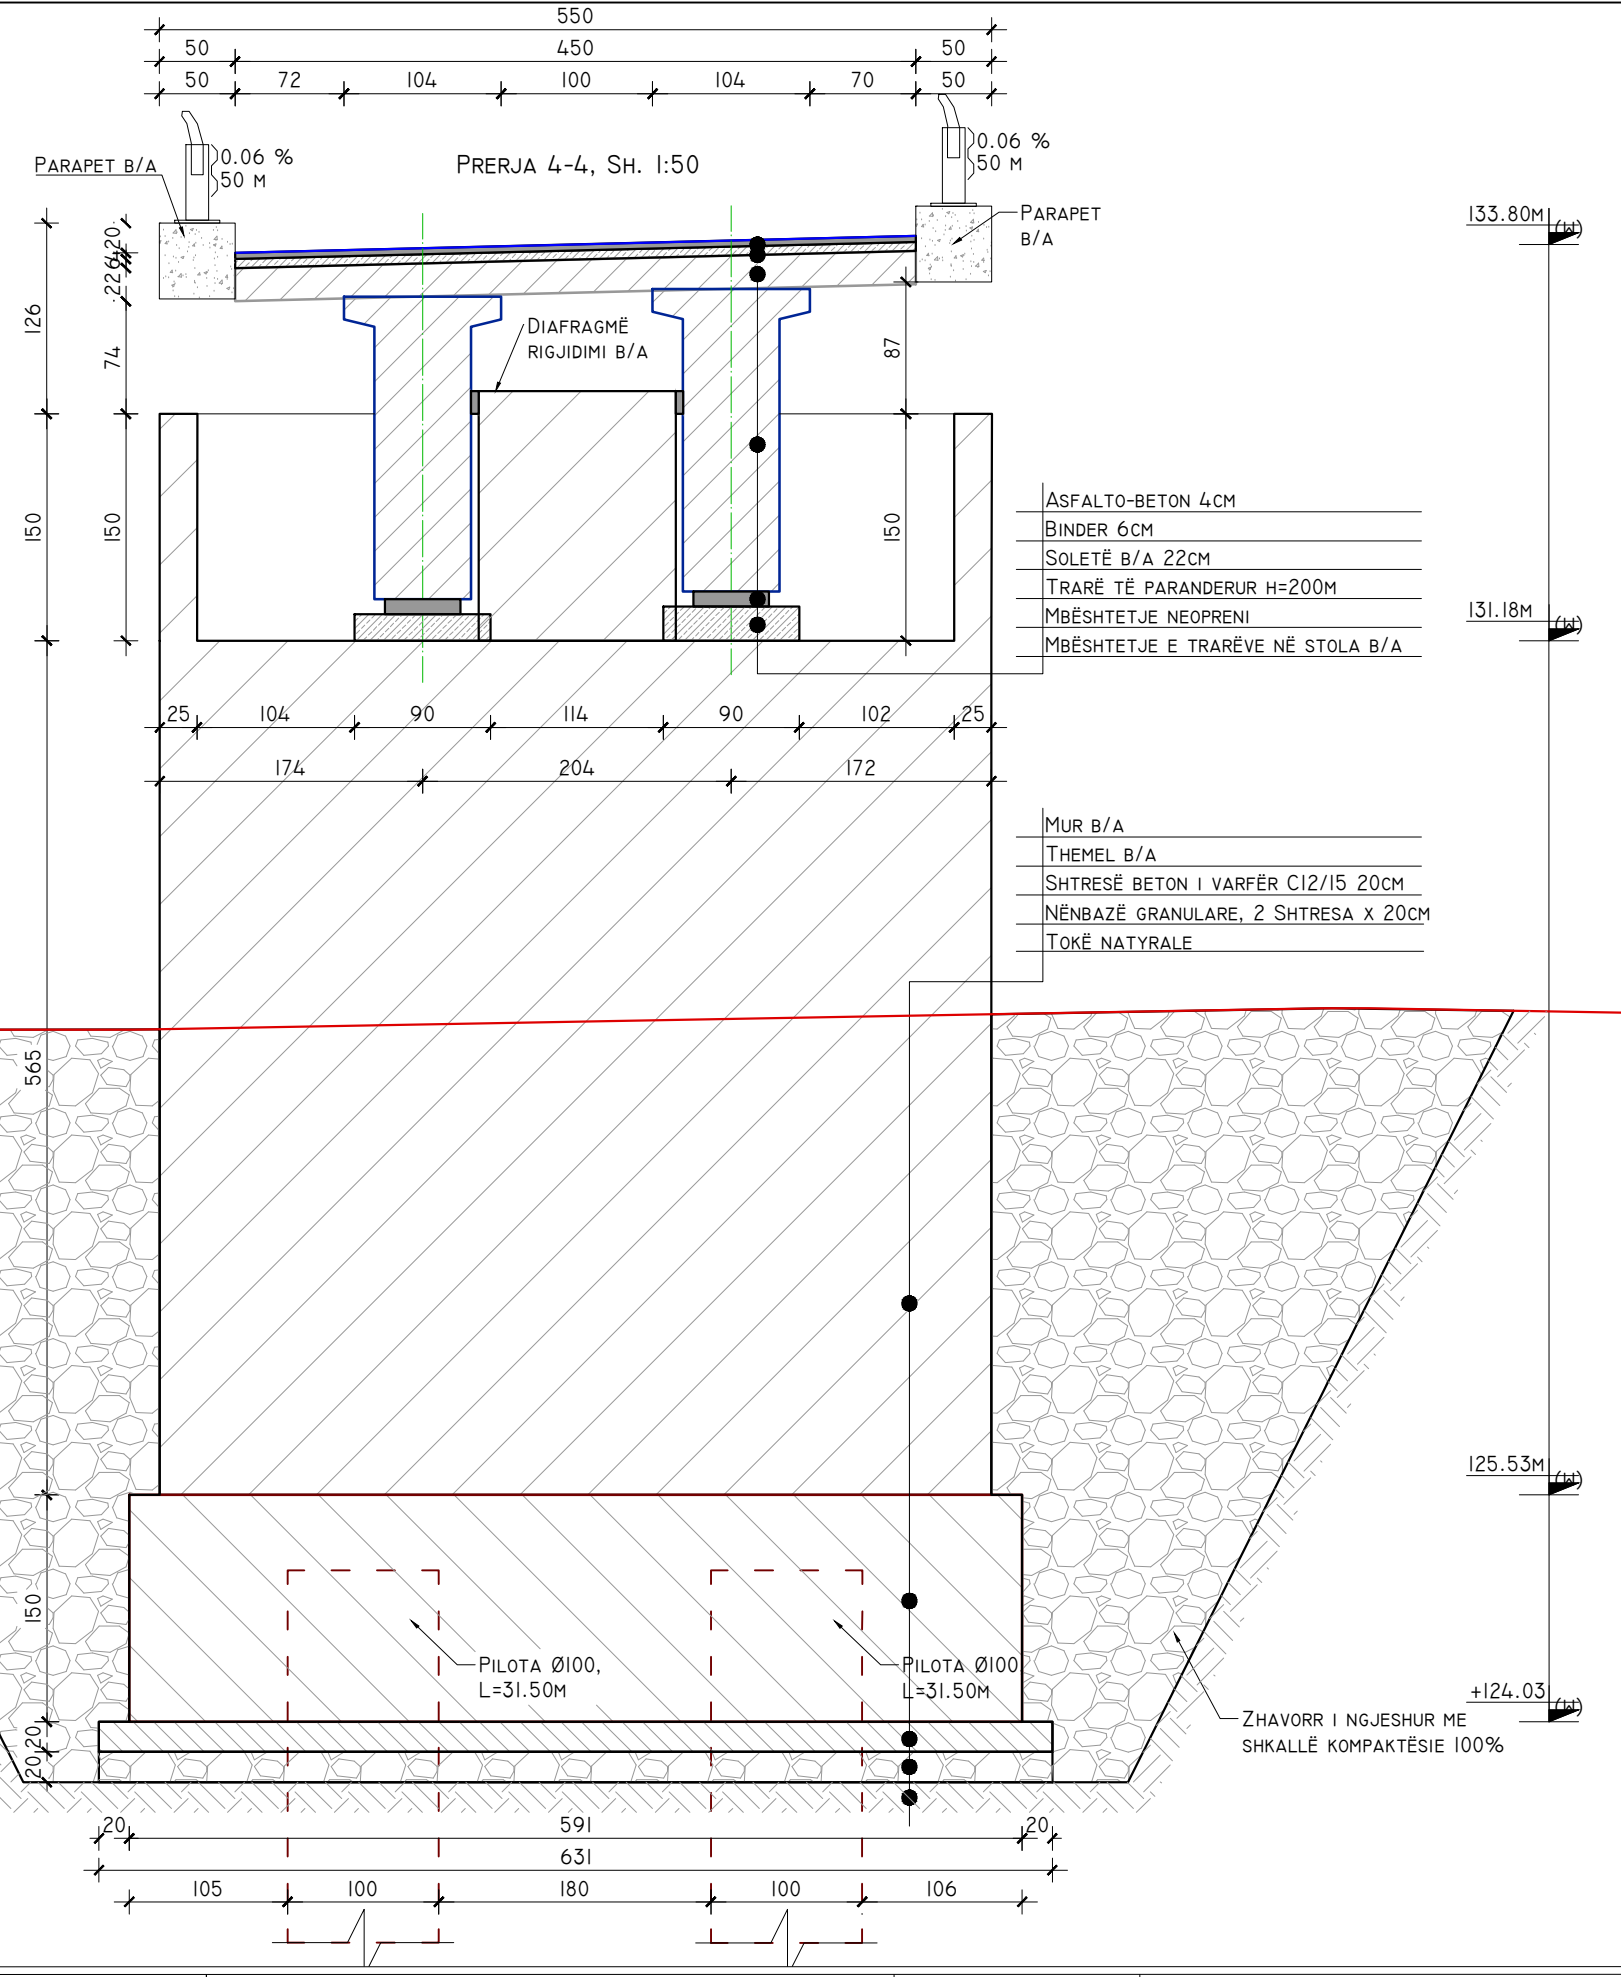 550
50 450 50
50 72 104 100 104 70 50
PRERJA 4-4, SH. 1:50
PARAPET B/A
0.06 %
50 M
0.06 %
50 M
PARAPET
B/A
133.80M
(W)
20
4
6
22
126
74
87
DIAFRAGMË
RIGJIDIMI B/A
150
150
150
ASFALTO-BETON 4CM
BINDER 6CM
SOLETË B/A 22CM
TRARË TË PARANDERUR H=200M
MBËSHTETJE NEOPRENI
MBËSHTETJE E TRARËVE NË STOLA B/A
131.18M
(W)
25 104 90 114 90 102 25
174 204 172
MUR B/A
THEMEL B/A
SHTRESË BETON I VARFËR C12/15 20CM
NËNBAZË GRANULARE, 2 SHTRESA X 20CM
TOKË NATYRALE
565
125.53M
(W)
150
PILOTA Ø100,
L=31.50M
PILOTA Ø100
L=31.50M
+124.03
(W)
ZHAVORR I NGJESHUR ME
SHKALLË KOMPAKTËSIE 100%
20
20
20 591 20
631
105 100 180 100 106